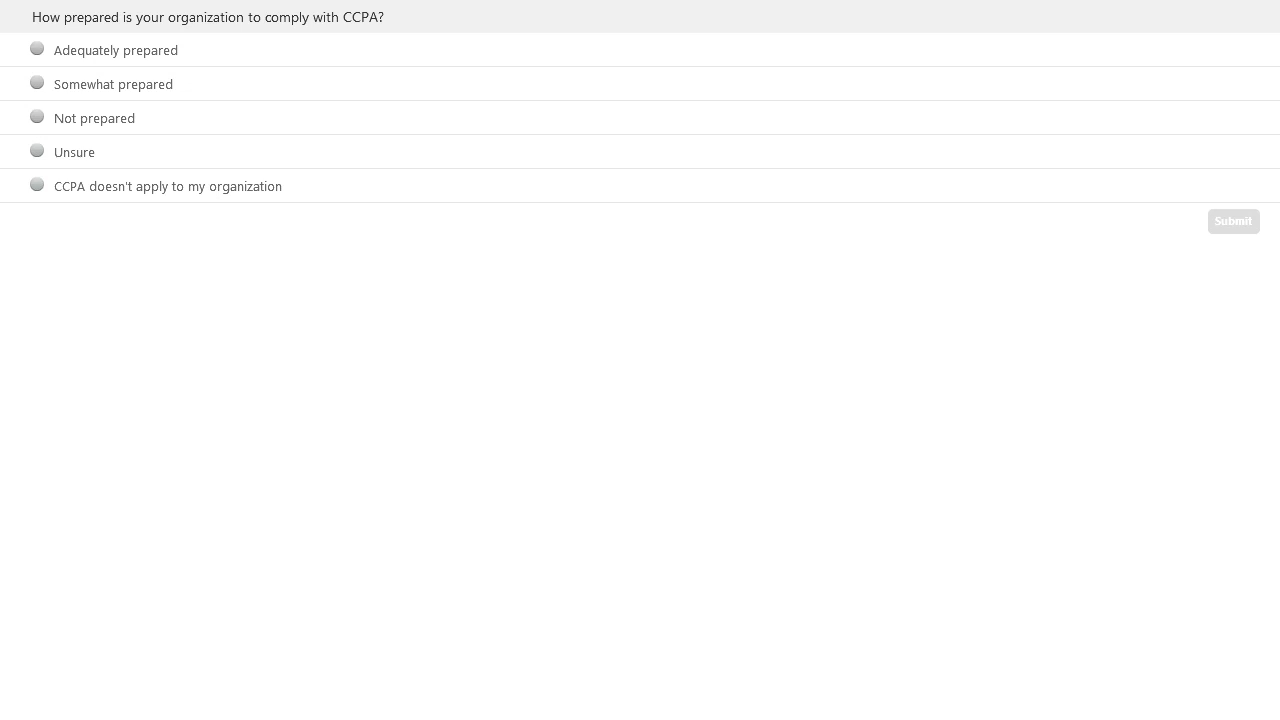 How prepared is your organization to comply with CCPA?
Adequately prepared
Somewhat prepared
Not prepared
Unsure
CCPA doesn't apply to my organization
Submit